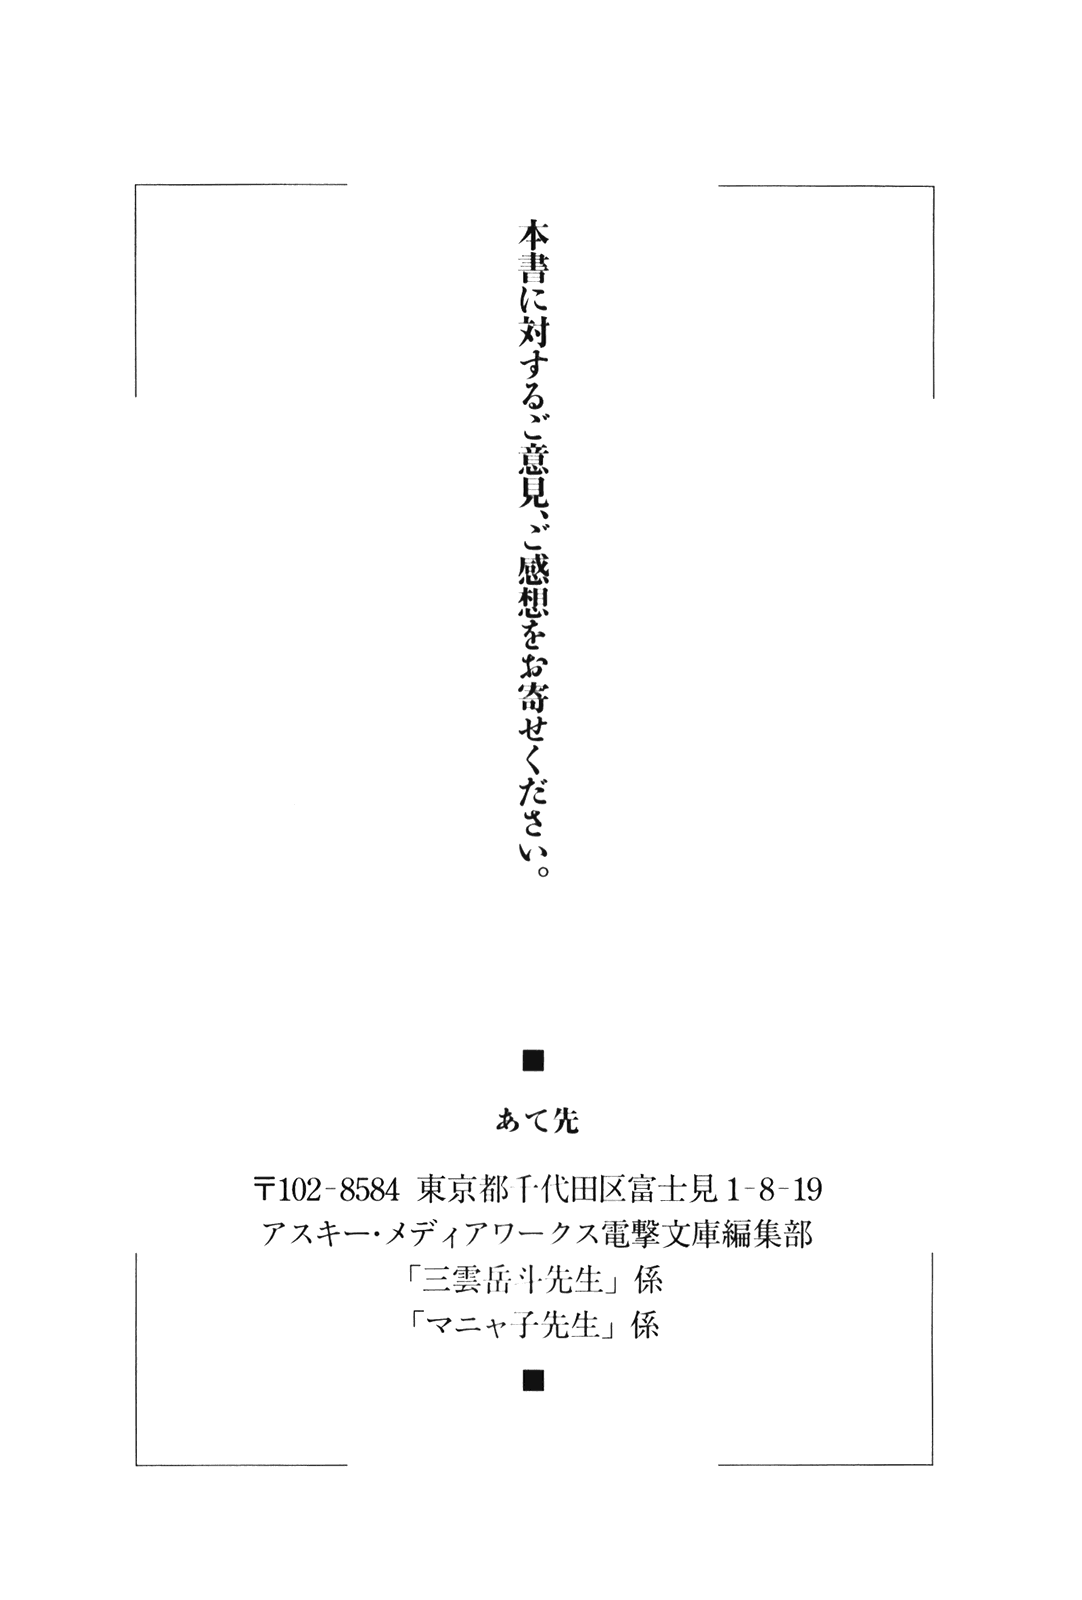 本書に対するご意見、ご感想をお寄せください。
■
あて先
〒102-8584 東京都千代田区富士見1-8-19
アスキー・メディアワークス電撃文庫編集部
「三雲岳斗先生」係
「マニャ子先生」係
■